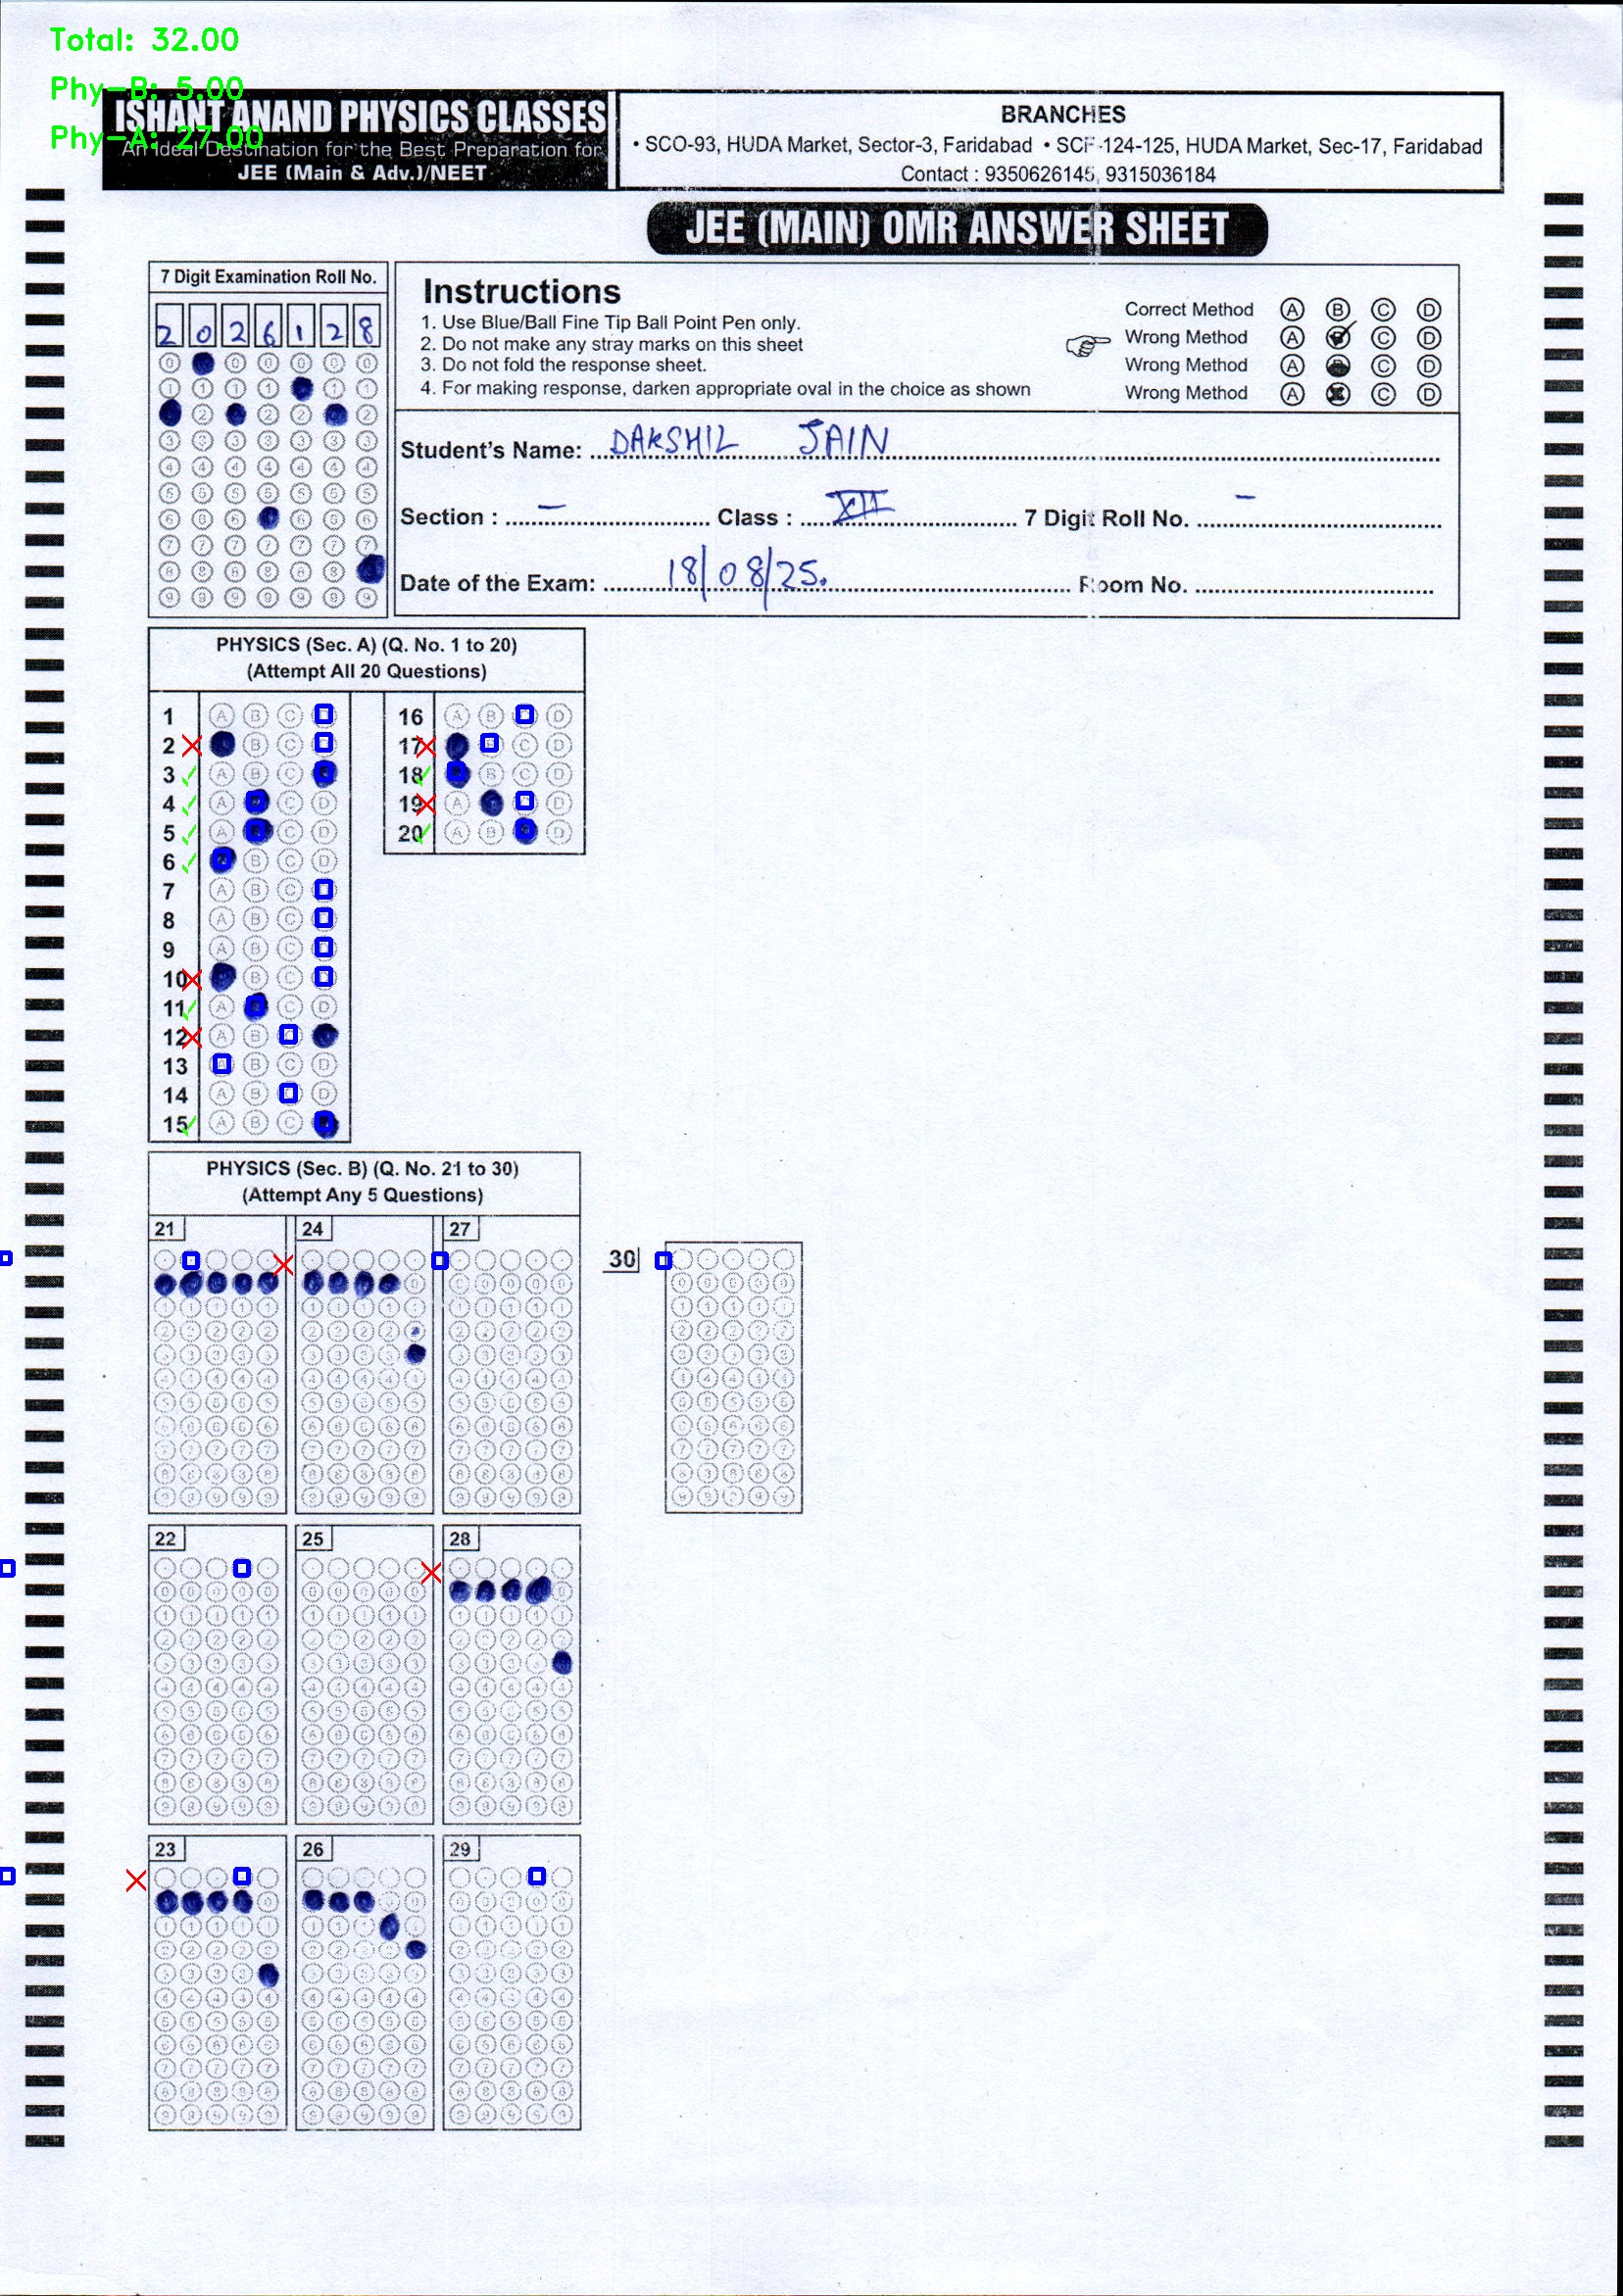 Total: 32.00
Phy-B: 5.00
Phy-A: 27.00
ISHANT ANAND PHYSICS CLASSES
An Ideal Destination for the Best Preparation for
JEE (Main & Adv.)/NEET
BRANCHES
• SCO-93, HUDA Market, Sector-3, Faridabad • SCF-124-125, HUDA Market, Sec-17, Faridabad
Contact : 9350626145, 9315036184
JEE (MAIN) OMR ANSWER SHEET
7 Digit Examination Roll No.
2 0 2 6 1 2 8
Instructions
1. Use Blue/Ball Fine Tip Ball Point Pen only.
2. Do not make any stray marks on this sheet
3. Do not fold the response sheet.
4. For making response, darken appropriate oval in the choice as shown
Correct Method A B C D
Wrong Method A C D
Wrong Method A C D
Wrong Method A C D
Student's Name: DAKSHIL JAIN
Section : – Class : XII 7 Digit Roll No. –
Date of the Exam: 18/08/25. Room No.
PHYSICS (Sec. A) (Q. No. 1 to 20)
(Attempt All 20 Questions)
1 A B C
2 B C
3 A B C
4 A C D
5 A C D
6 B C D
7 A B C
8 A B C
9 A B C
10 B C
11 A C D
12 A B
13 B C D
14 A B D
15 A B C
16 A B D
17 C D
18 B C D
19 A D
20 A B D
PHYSICS (Sec. B) (Q. No. 21 to 30)
(Attempt Any 5 Questions)
21 24 27
30
22 25 28
23 26 29